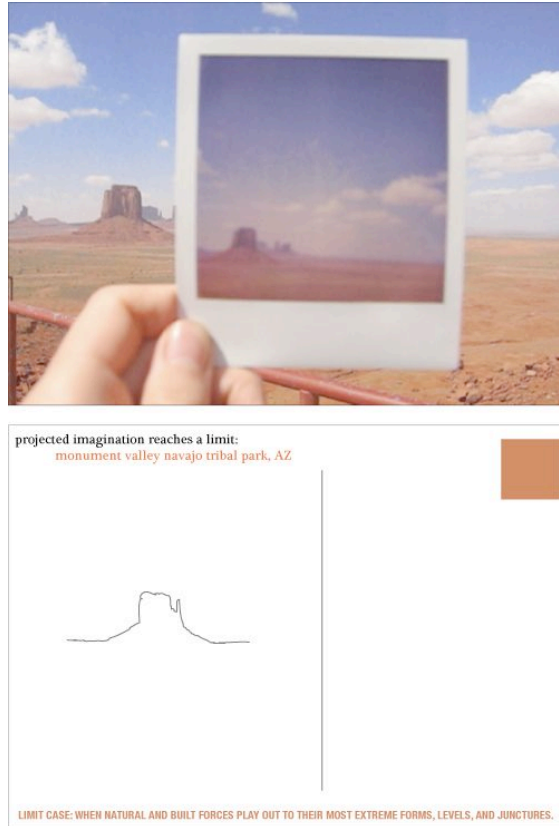 projected imagination reaches a limit:
monument valley navajo tribal park, AZ
LIMIT CASE: WHEN NATURAL AND BUILT FORCES PLAY OUT TO THEIR MOST EXTREME FORMS, LEVELS, AND JUNCTURES.